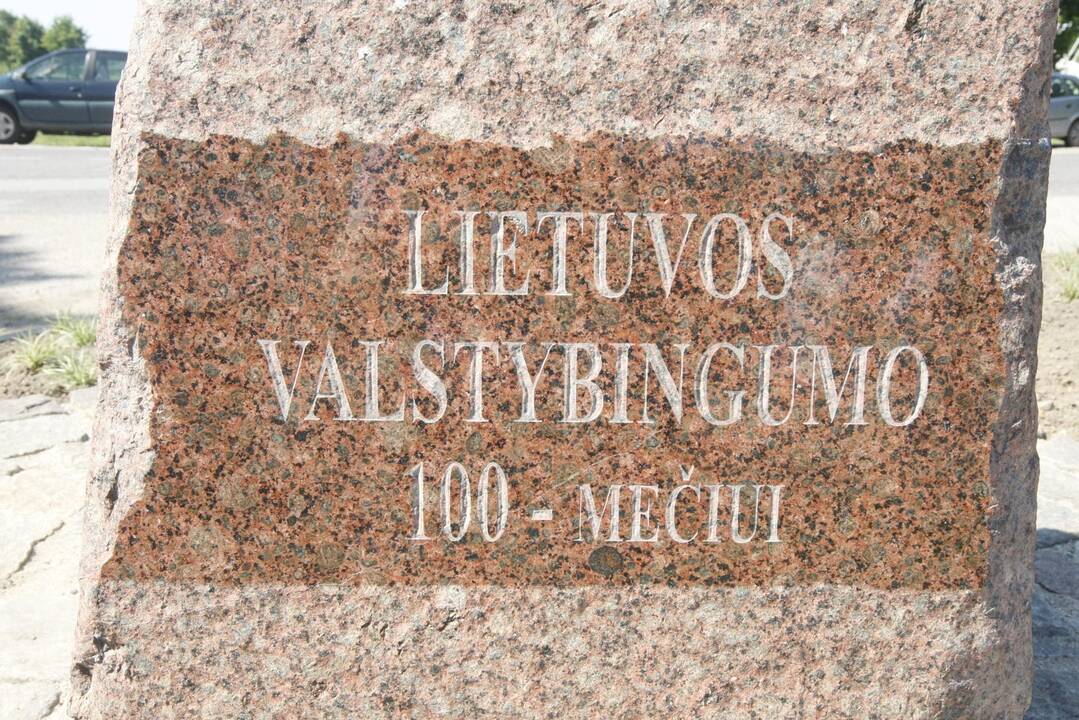 LIETUVOS
VALSTYBINGUMO
100 - MEČIUI